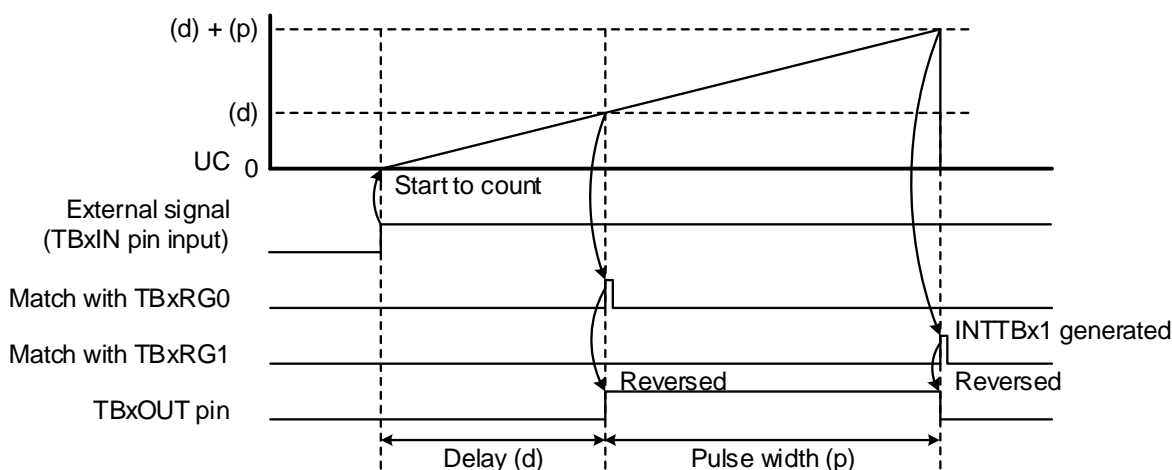 (d) + (p)
(d)
UC 0
Start to count
External signal
(TBxIN pin input)
Match with TBxRG0
INTTBx1 generated
Match with TBxRG1
Reversed
Reversed
TBxOUT pin
Delay (d)
Pulse width (p)